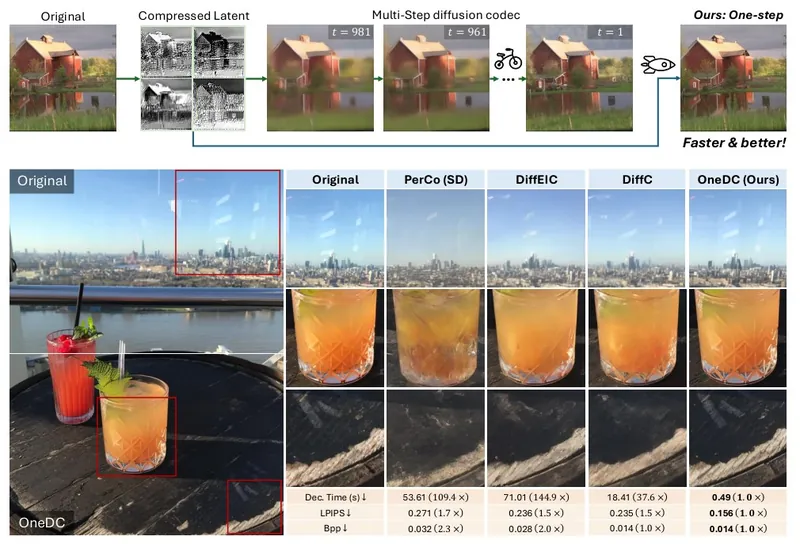 Original
Compressed Latent
Multi-Step diffusion codec
Ours: One-step
t = 981
t = 961
t = 1
...
Faster & better!
Original
OneDC
Original PerCo (SD) DiffEIC DiffC OneDC (Ours)
Dec. Time (s)↓ 53.61 (109.4 ×) 71.01 (144.9 ×) 18.41 (37.6 ×) 0.49 (1.0 ×)
LPIPS↓ 0.271 (1.7 ×) 0.236 (1.5 ×) 0.235 (1.5 ×) 0.156 (1.0 ×)
Bpp↓ 0.032 (2.3 ×) 0.028 (2.0 ×) 0.014 (1.0 ×) 0.014 (1.0 ×)